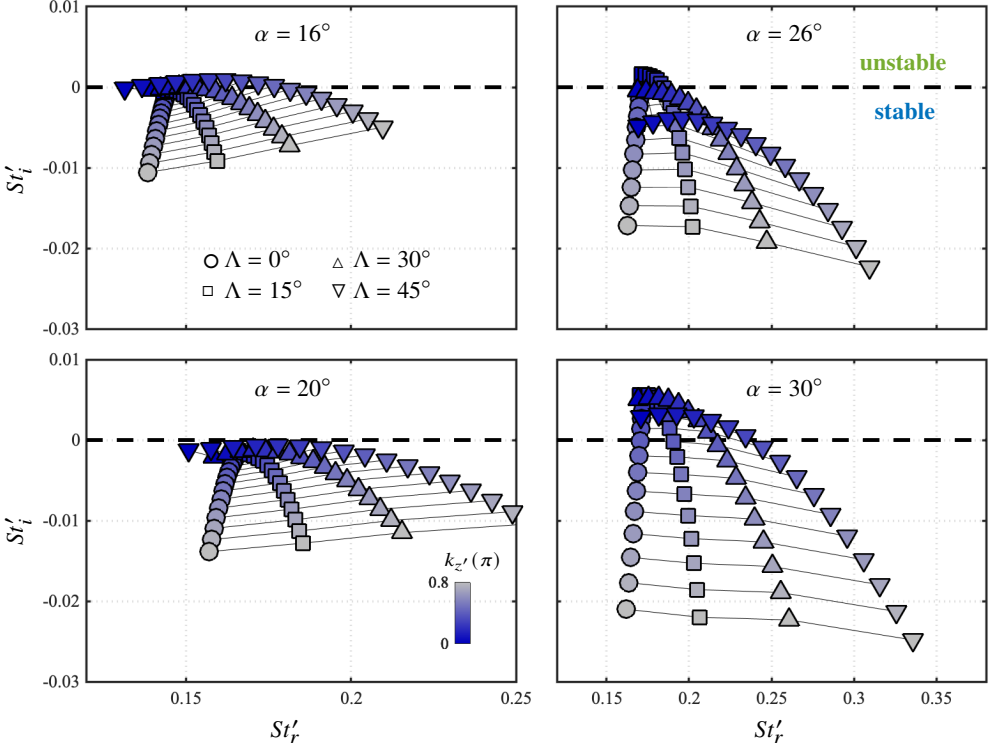 0.01
α = 16°
α = 26°
unstable
0
stable
St′i
-0.01
-0.02
Λ = 0°
Λ = 30°
Λ = 15°
Λ = 45°
-0.03
0.15
0.2
0.01
α = 20°
α = 30°
0
St′i
-0.01
kz′(π)
0.8
0
-0.02
-0.03
0.15
0.2
0.25
0.15
0.2
0.25
0.3
0.35
St′r
St′r